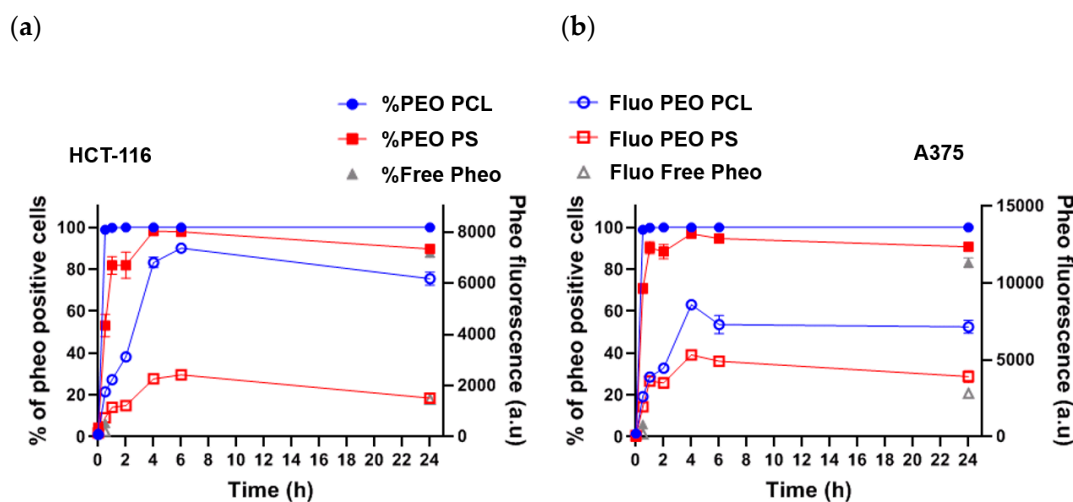 (a)
(b)
%PEO PCL
%PEO PS
%Free Pheo
Fluo PEO PCL
Fluo PEO PS
Fluo Free Pheo
HCT-116
A375
% of pheo positive cells
100
80
60
40
20
0
8000
6000
4000
2000
0
Pheo fluorescence (a.u)
0 2 4 6 8 10 12 14 16 18 20 22 24
Time (h)
% of pheo positive cells
100
80
60
40
20
0
15000
10000
5000
0
Pheo fluorescence (a.u)
0 2 4 6 8 10 12 14 16 18 20 22 24
Time (h)